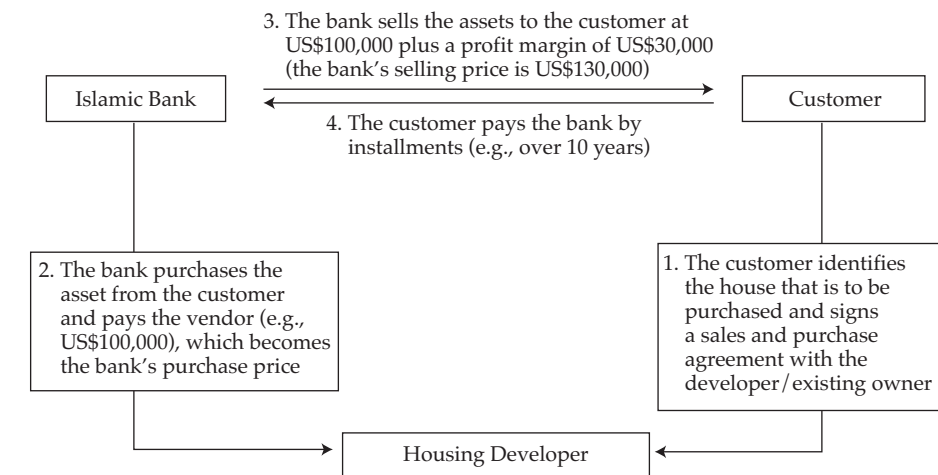 3. The bank sells the assets to the customer at
US$100,000 plus a profit margin of US$30,000
(the bank's selling price is US$130,000)
Islamic Bank
Customer
4. The customer pays the bank by
installments (e.g., over 10 years)
2. The bank purchases the
asset from the customer
and pays the vendor (e.g.,
US$100,000), which becomes
the bank's purchase price
1. The customer identifies
the house that is to be
purchased and signs
a sales and purchase
agreement with the
developer/existing owner
Housing Developer